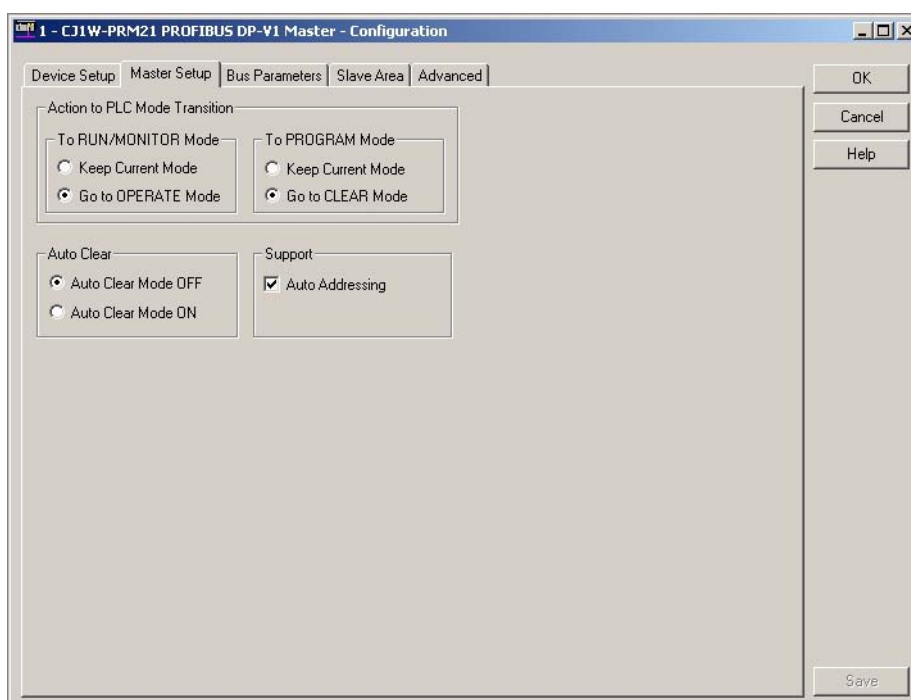 1 - CJ1W-PRM21 PROFIBUS DP-V1 Master - Configuration
Device Setup Master Setup Bus Parameters Slave Area Advanced
OK
Cancel
Help
Action to PLC Mode Transition
To RUN/MONITOR Mode
Keep Current Mode
Go to OPERATE Mode
To PROGRAM Mode
Keep Current Mode
Go to CLEAR Mode
Auto Clear
Auto Clear Mode OFF
Auto Clear Mode ON
Support
Auto Addressing
Save